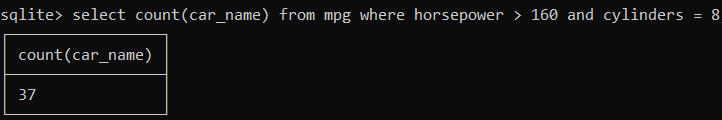 sqlite> select count(car_name) from mpg where horsepower > 160 and cylinders = 8
count(car_name)
37